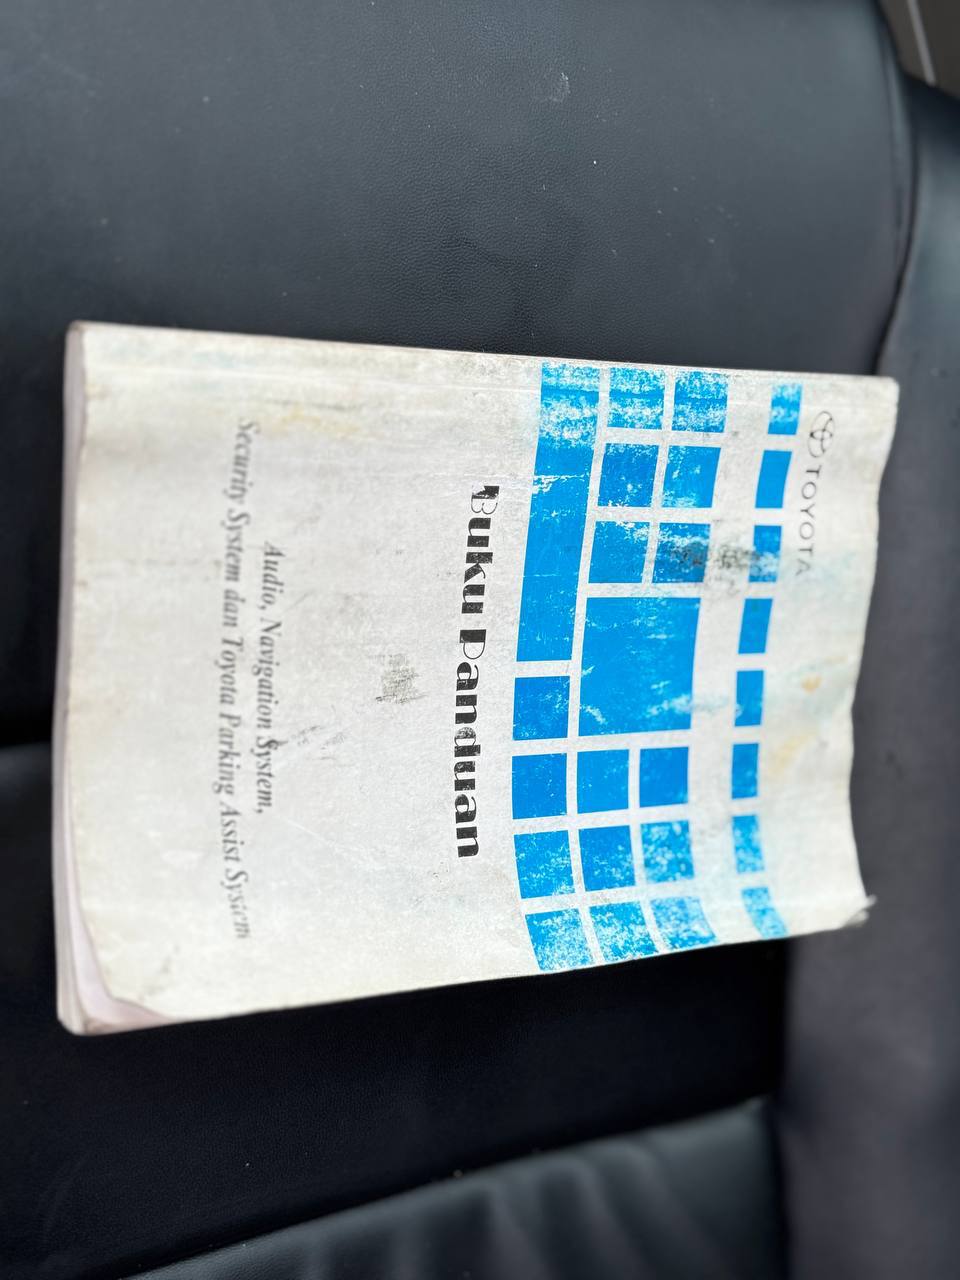 TOYOTA
Buku Panduan
Audio, Navigation System,
Security System dan Toyota Parking Assist System